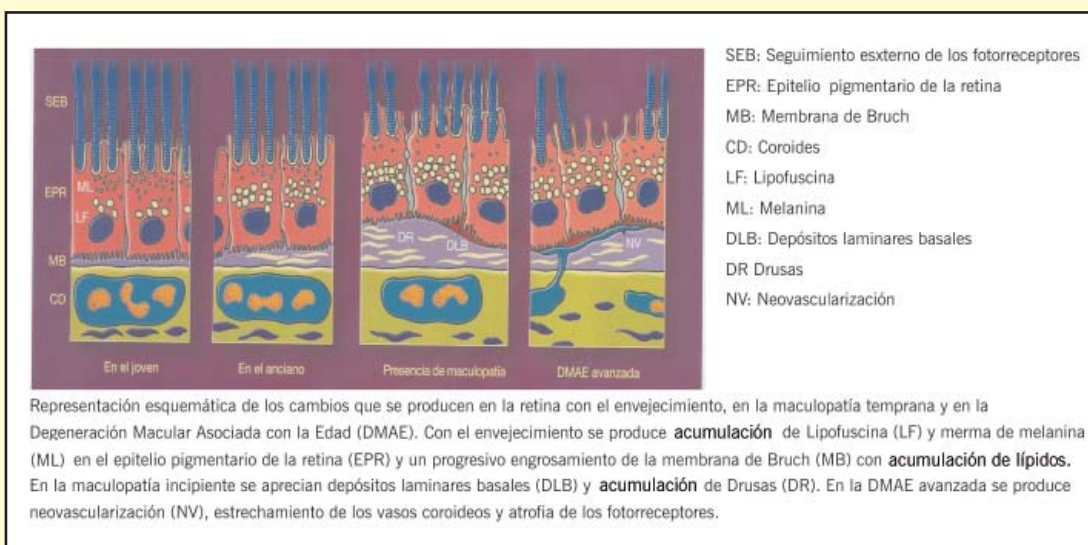 SEB
EPR
ML
LF
MB
CD
DR
DLB
NV
En el joven
En el anciano
Presencia de maculopatía
DMAE avanzada
SEB: Seguimiento esxterno de los fotorreceptores
EPR: Epitelio pigmentario de la retina
MB: Membrana de Bruch
CD: Coroides
LF: Lipofuscina
ML: Melanina
DLB: Depósitos laminares basales
DR Drusas
NV: Neovascularización
Representación esquemática de los cambios que se producen en la retina con el envejecimiento, en la maculopatía temprana y en la
Degeneración Macular Asociada con la Edad (DMAE). Con el envejecimiento se produce acumulación de Lipofuscina (LF) y merma de melanina
(ML) en el epitelio pigmentario de la retina (EPR) y un progresivo engrosamiento de la membrana de Bruch (MB) con acumulación de lípidos.
En la maculopatía incipiente se aprecian depósitos laminares basales (DLB) y acumulación de Drusas (DR). En la DMAE avanzada se produce
neovascularización (NV), estrechamiento de los vasos coroideos y atrofia de los fotorreceptores.